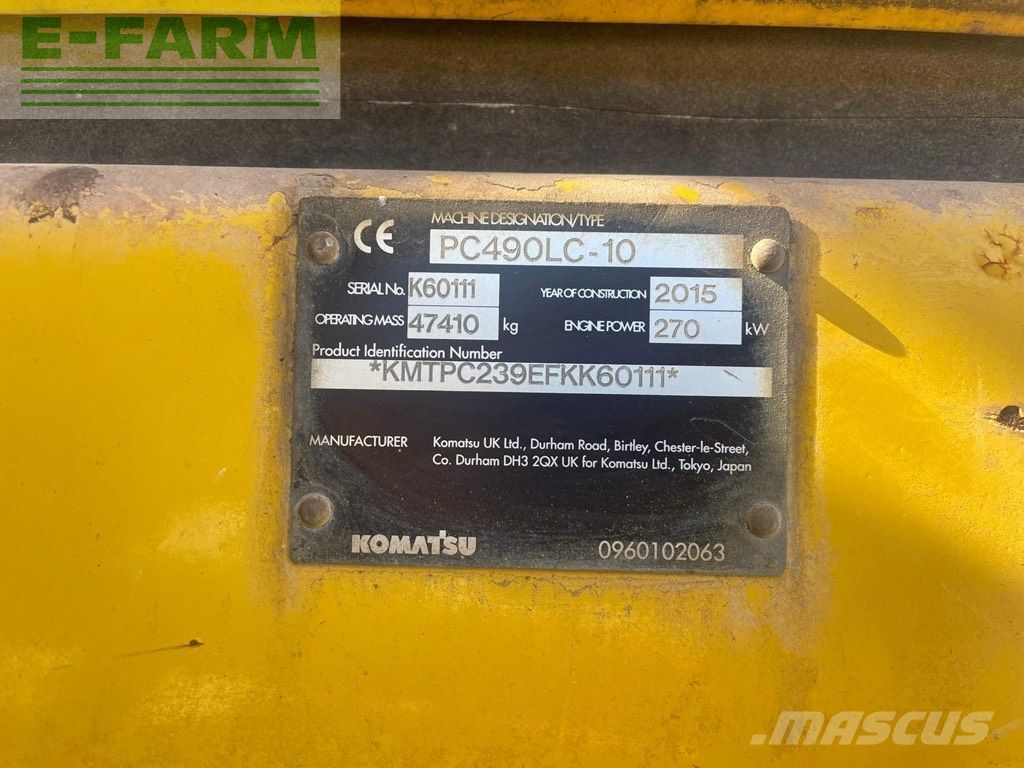 E-FARM
CE MACHINE DESIGNATION/TYPE
PC490LC-10
SERIAL No. K60111 YEAR OF CONSTRUCTION 2015
OPERATING MASS 47410 kg ENGINE POWER 270 kW
Product Identification Number
*KMTPC239EFKK60111*
MANUFACTURER Komatsu UK Ltd., Durham Road, Birtley, Chester-le-Street,
Co. Durham DH3 2QX UK for Komatsu Ltd., Tokyo, Japan
KOMATSU 0960102063
MASCUS